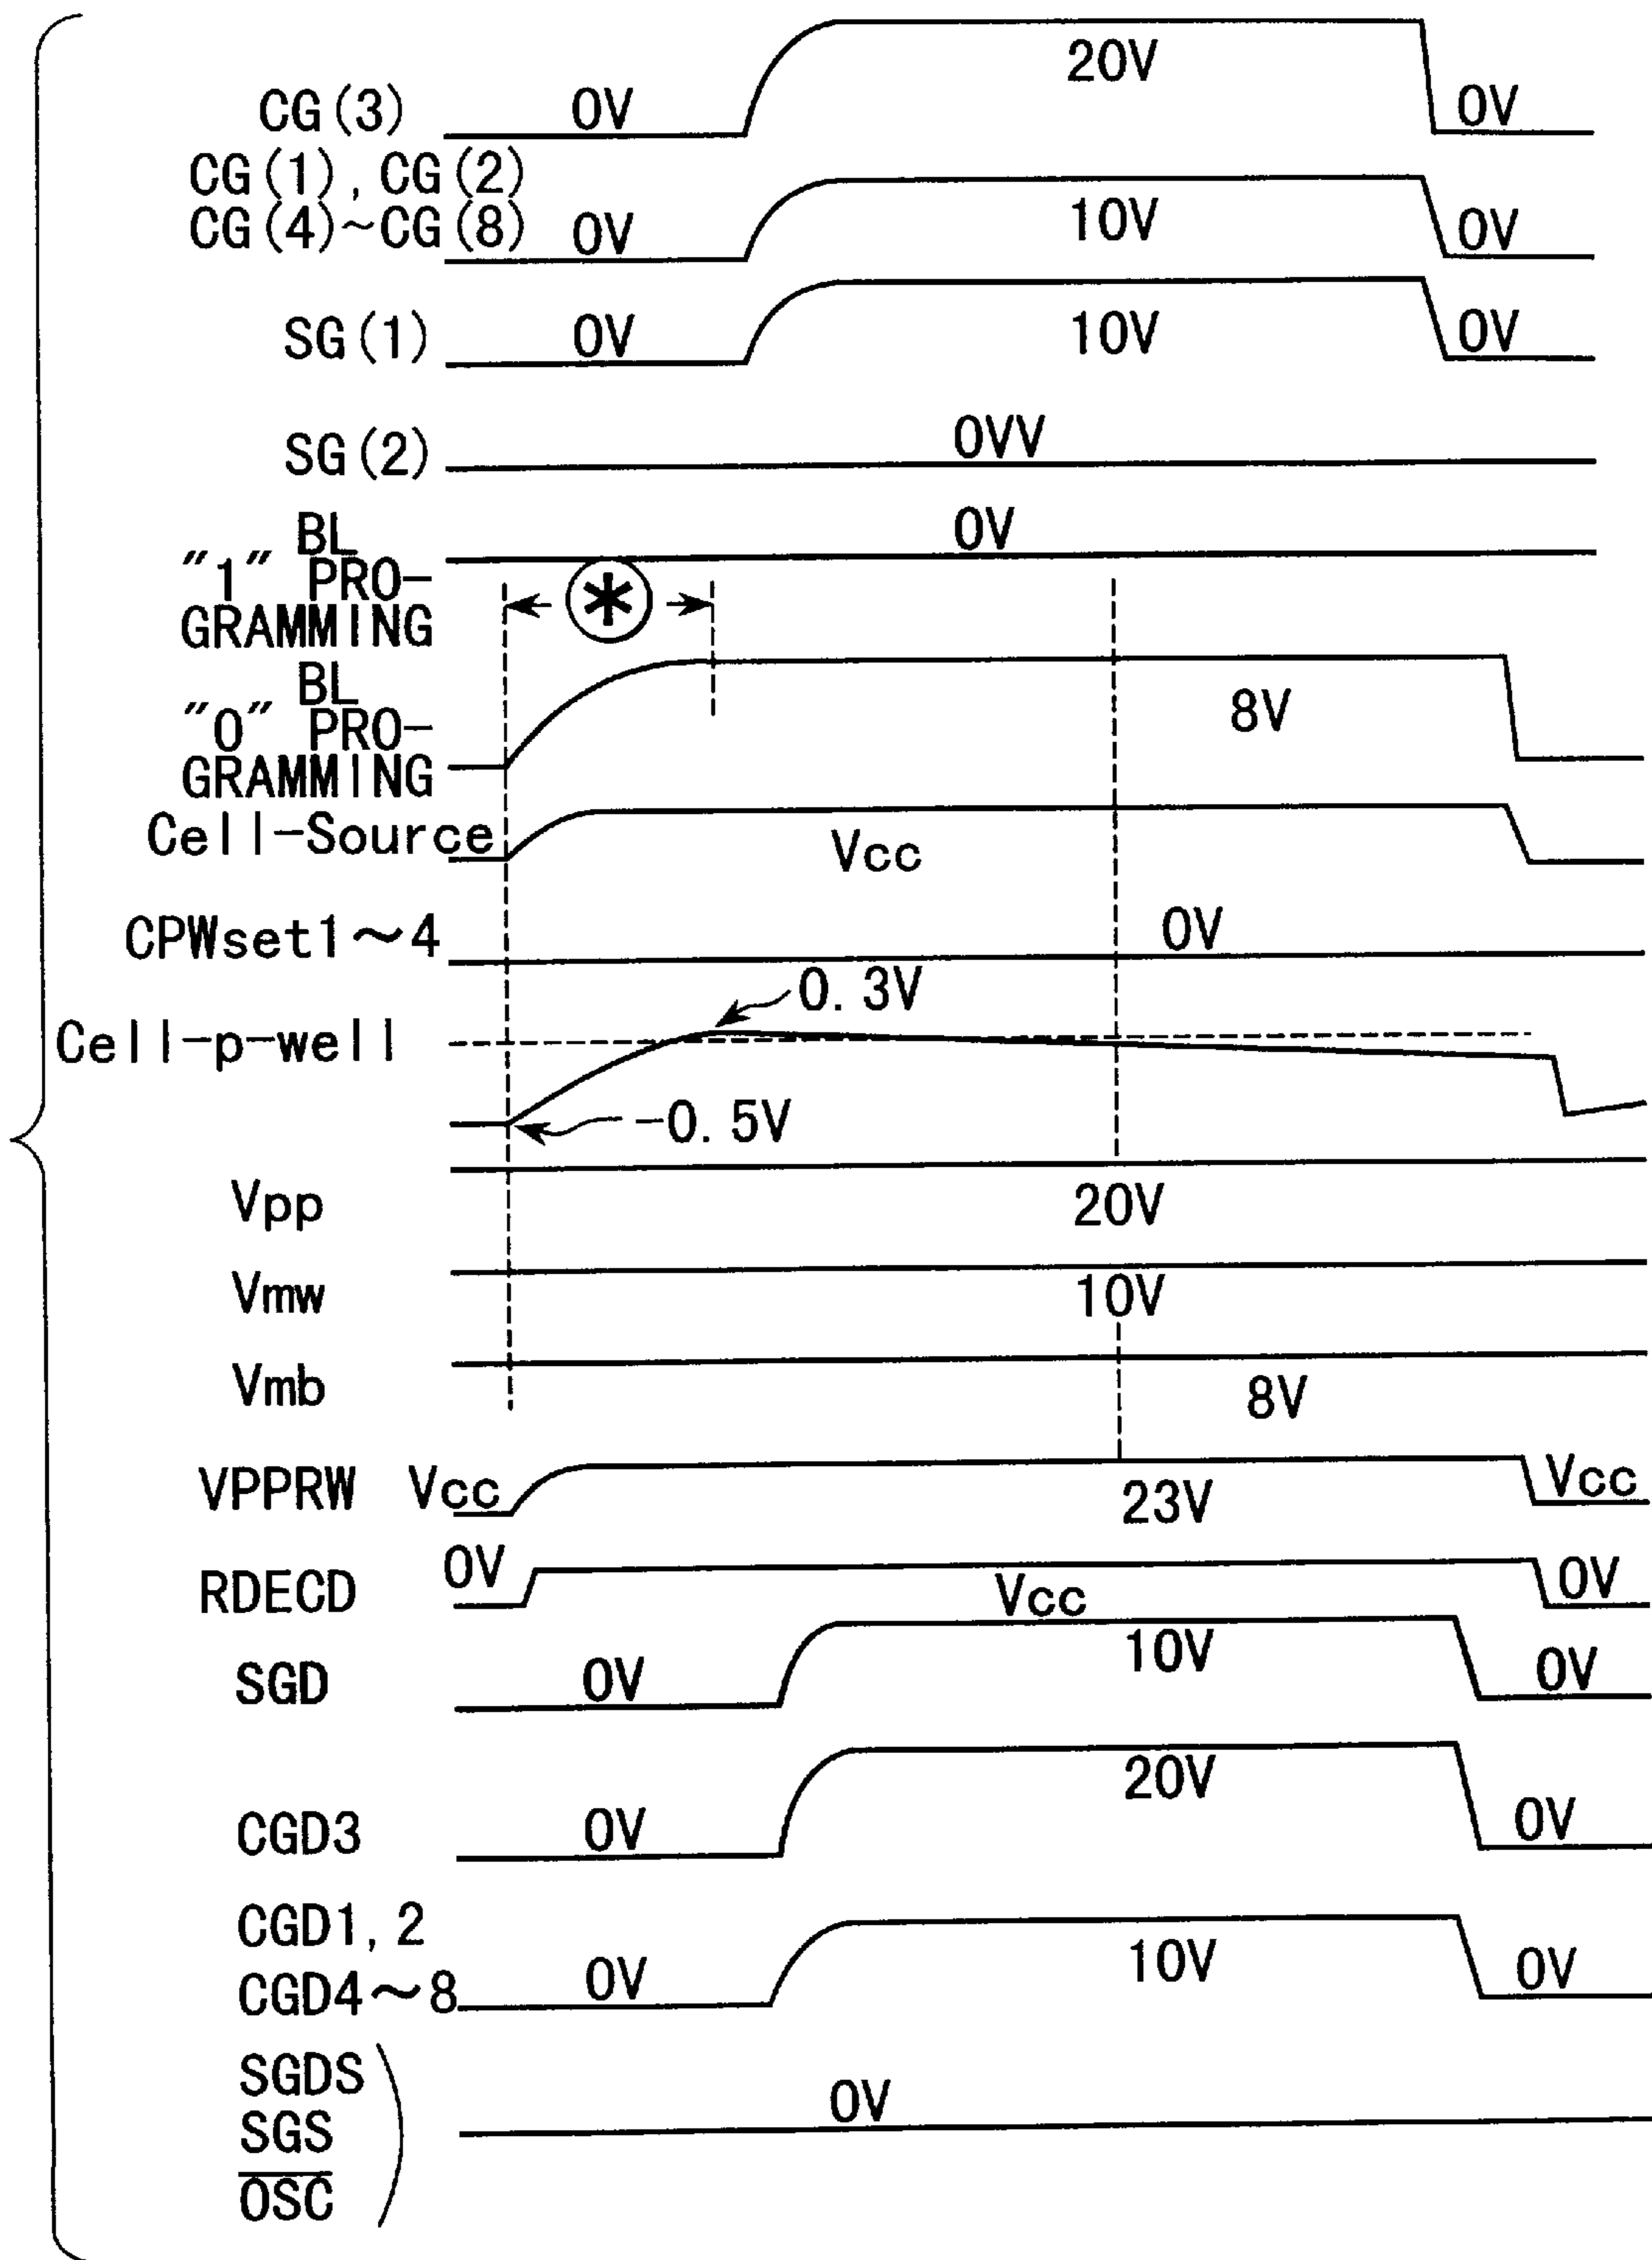 20V
CG(3) 0V 0V
CG(1), CG(2)
CG(4)~CG(8) 0V 10V 0V
SG(1) 0V 10V 0V
SG(2) 0VV
BL 0V
"1" PRO-
GRAMMING
*
BL
"0" PRO-
GRAMMING
8V
Cell-Source Vcc
CPWset1~4 0V
0.3V
Cell-p-well
-0.5V
Vpp 20V
Vmw 10V
Vmb 8V
VPPRW Vcc 23V Vcc
RDECD 0V Vcc 0V
SGD 0V 10V 0V
CGD3 0V 20V 0V
CGD1, 2
CGD4~8 0V 10V 0V
SGDS
SGS 0V
O̅S̅C̅